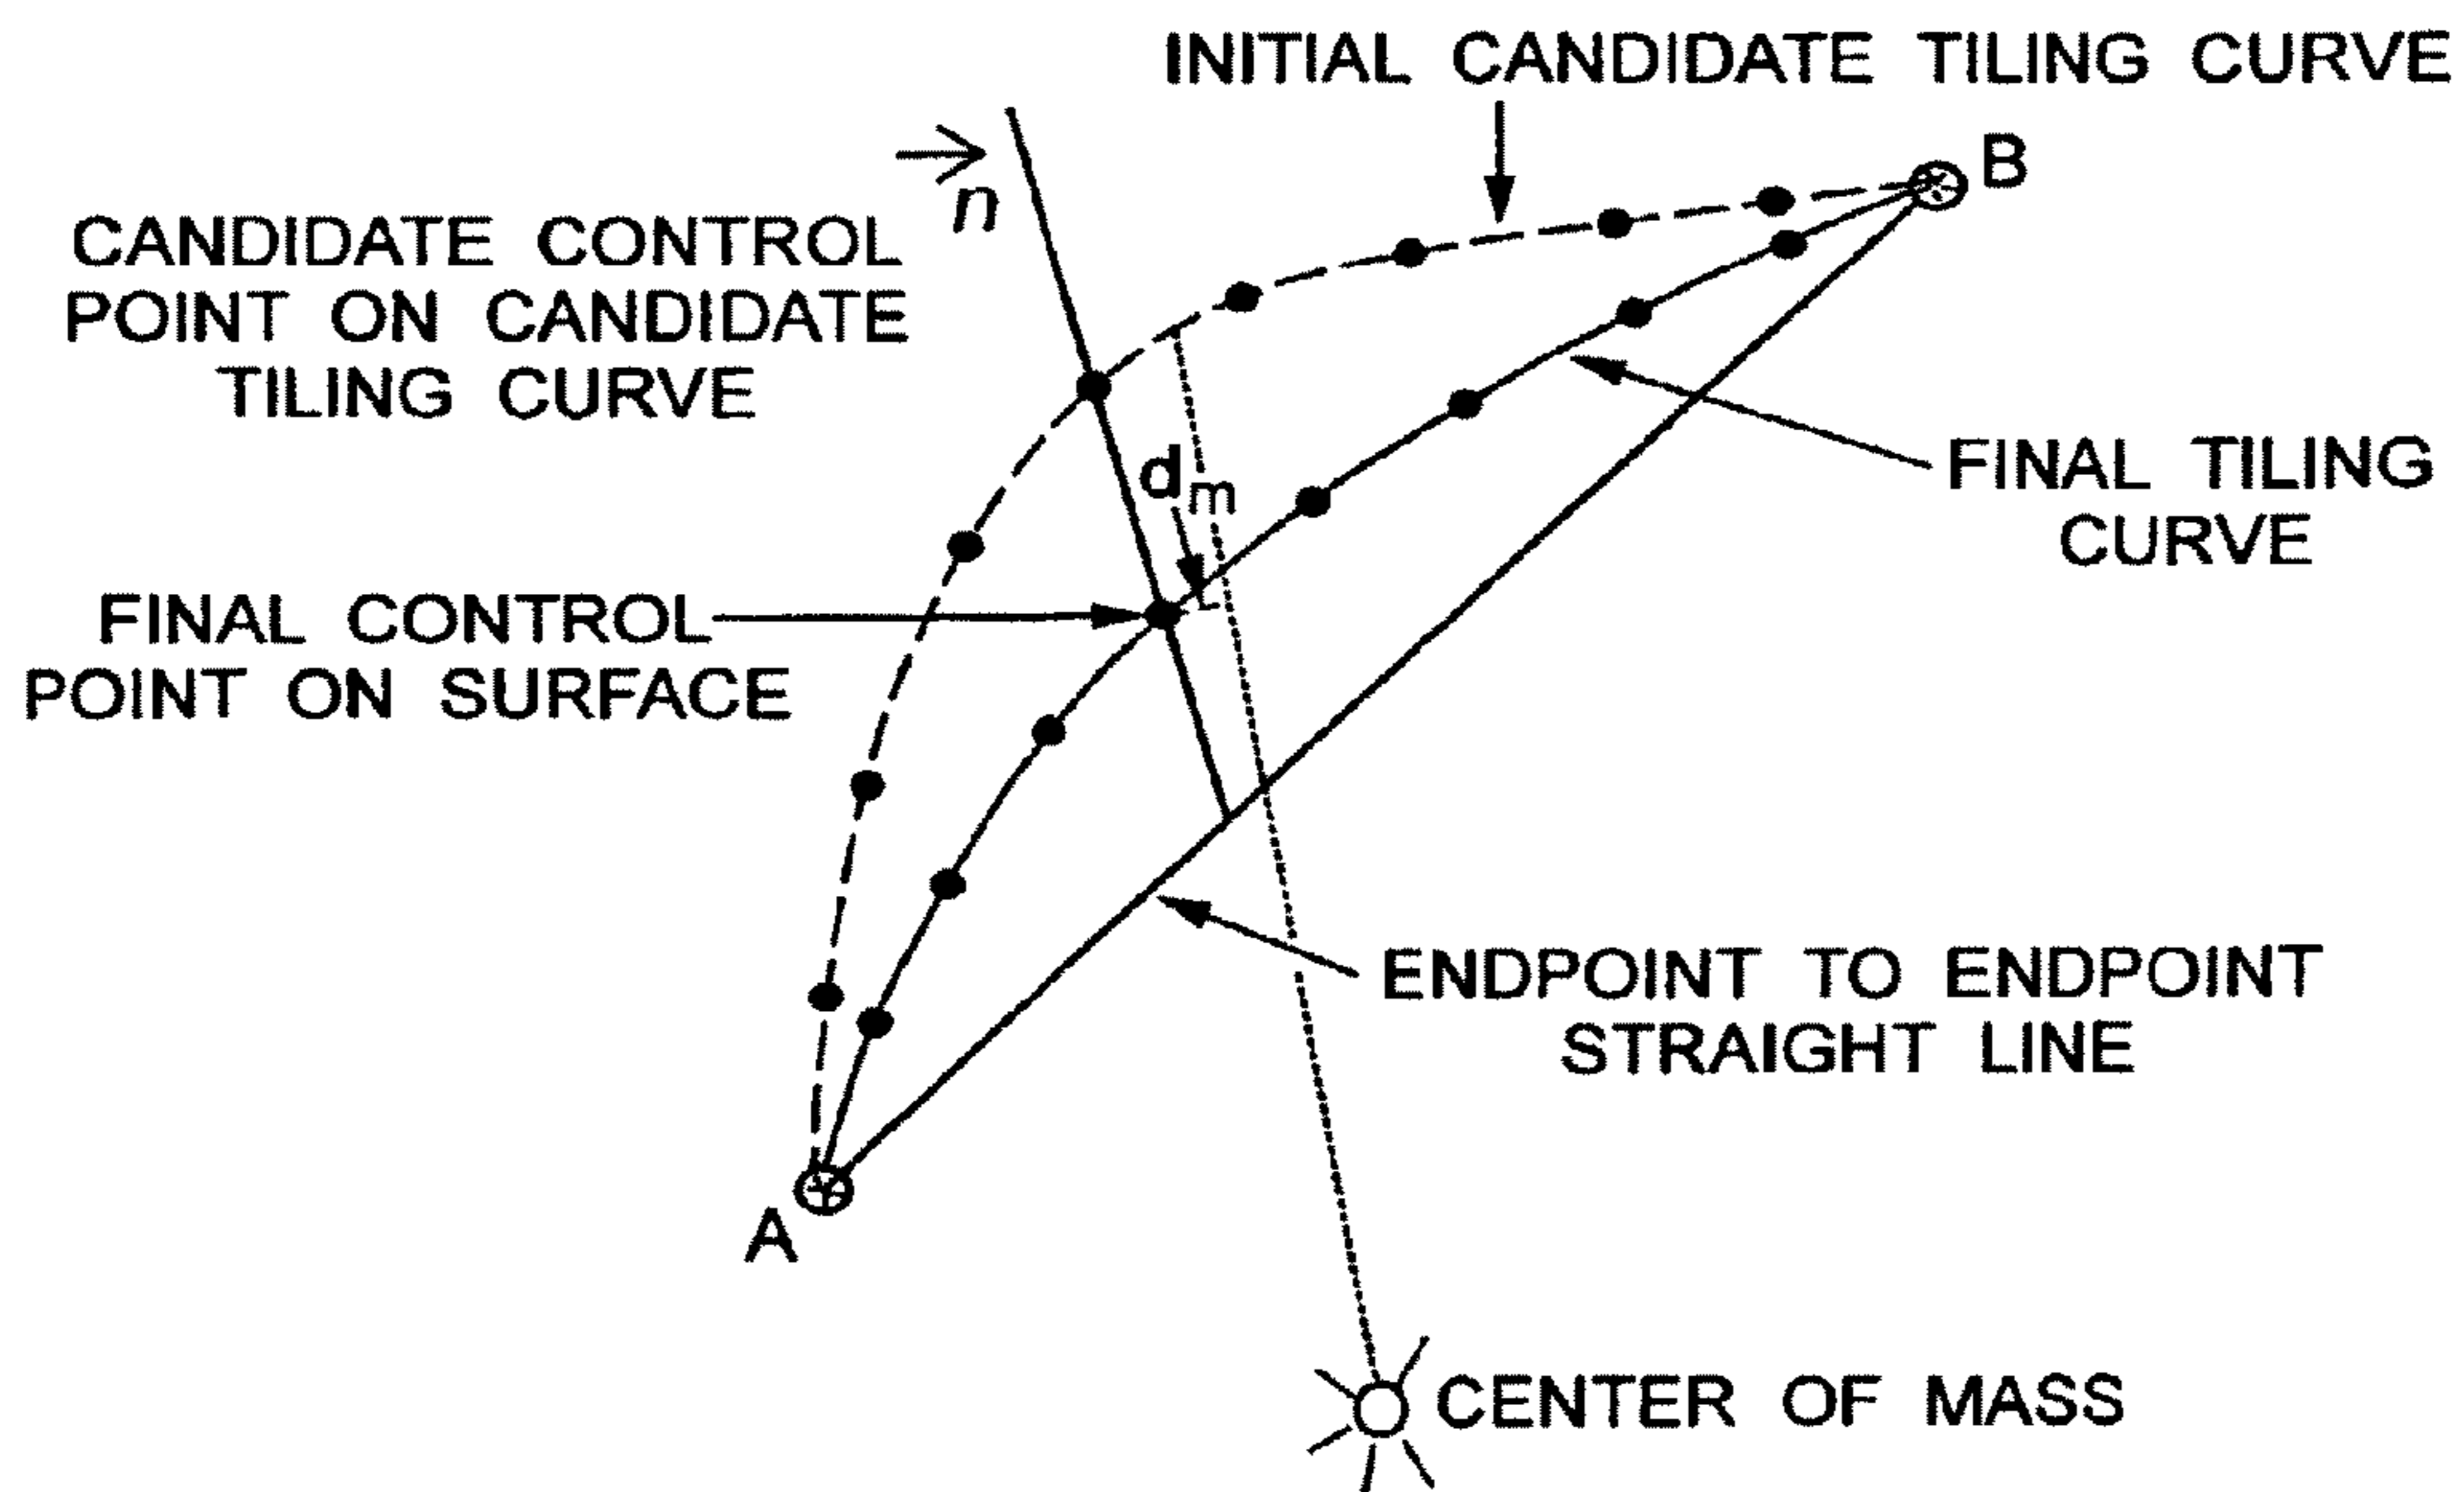 INITIAL CANDIDATE TILING CURVE
B
n
CANDIDATE CONTROL
POINT ON CANDIDATE
TILING CURVE
dm
FINAL TILING
CURVE
FINAL CONTROL
POINT ON SURFACE
ENDPOINT TO ENDPOINT
STRAIGHT LINE
A
CENTER OF MASS